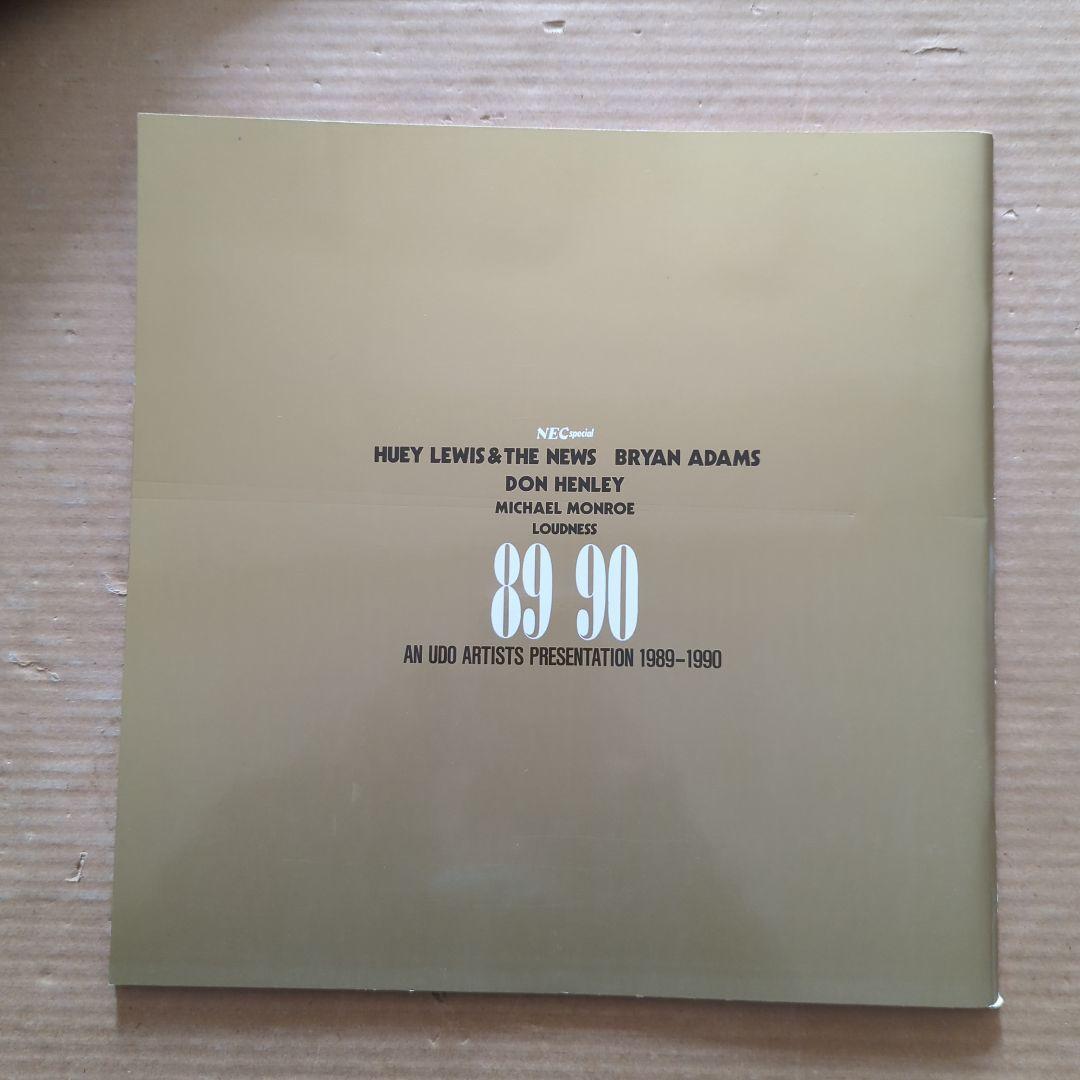 NEC special
HUEY LEWIS & THE NEWS BRYAN ADAMS
DON HENLEY
MICHAEL MONROE
LOUDNESS
89 90
AN UDO ARTISTS PRESENTATION 1989–1990